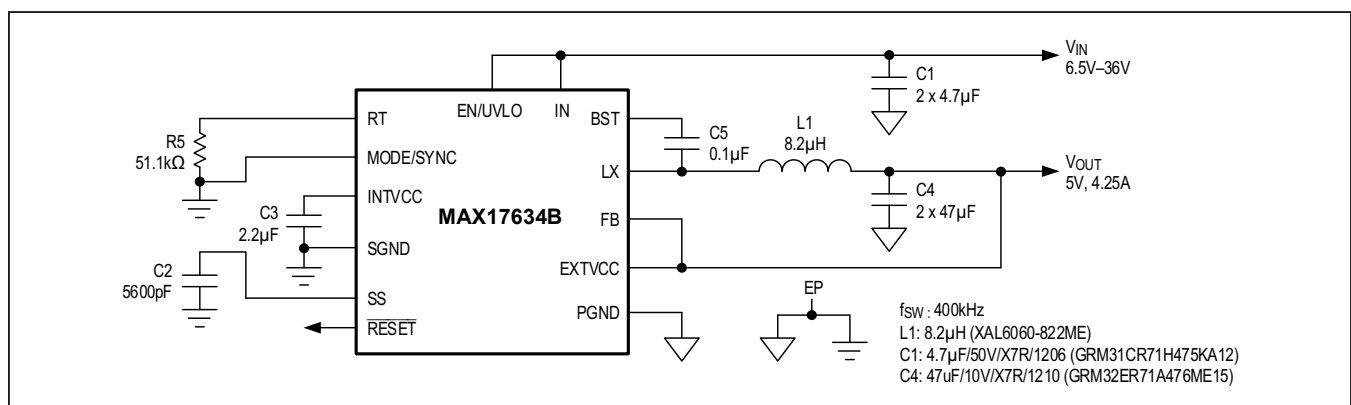 VIN
6.5V–36V
C1
2 x 4.7µF
EN/UVLO
IN
RT
BST
R5
51.1kΩ
MODE/SYNC
C5
0.1µF
L1
8.2µH
LX
VOUT
5V, 4.25A
INTVCC
C3
2.2µF
MAX17634B
C4
2 x 47µF
FB
SGND
C2
5600pF
EXTVCC
SS
RESET
PGND
EP
fSW : 400kHz
L1: 8.2µH (XAL6060-822ME)
C1: 4.7µF/50V/X7R/1206 (GRM31CR71H475KA12)
C4: 47uF/10V/X7R/1210 (GRM32ER71A476ME15)